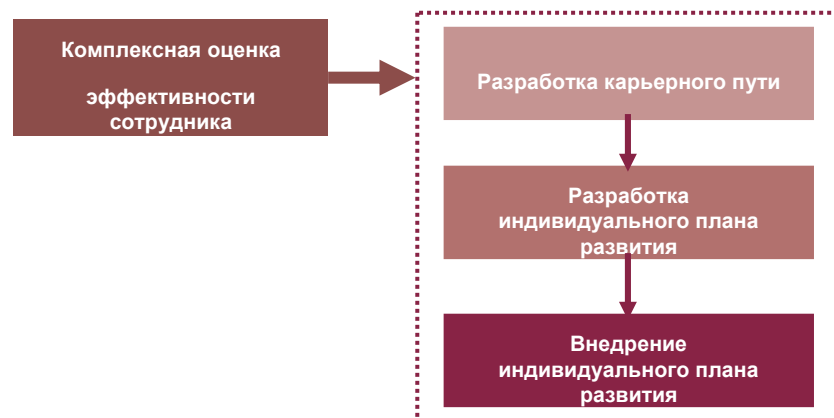 Комплексная оценка
эффективности
сотрудника
Разработка карьерного пути
Разработка
индивидуального плана
развития
Внедрение
индивидуального плана
развития